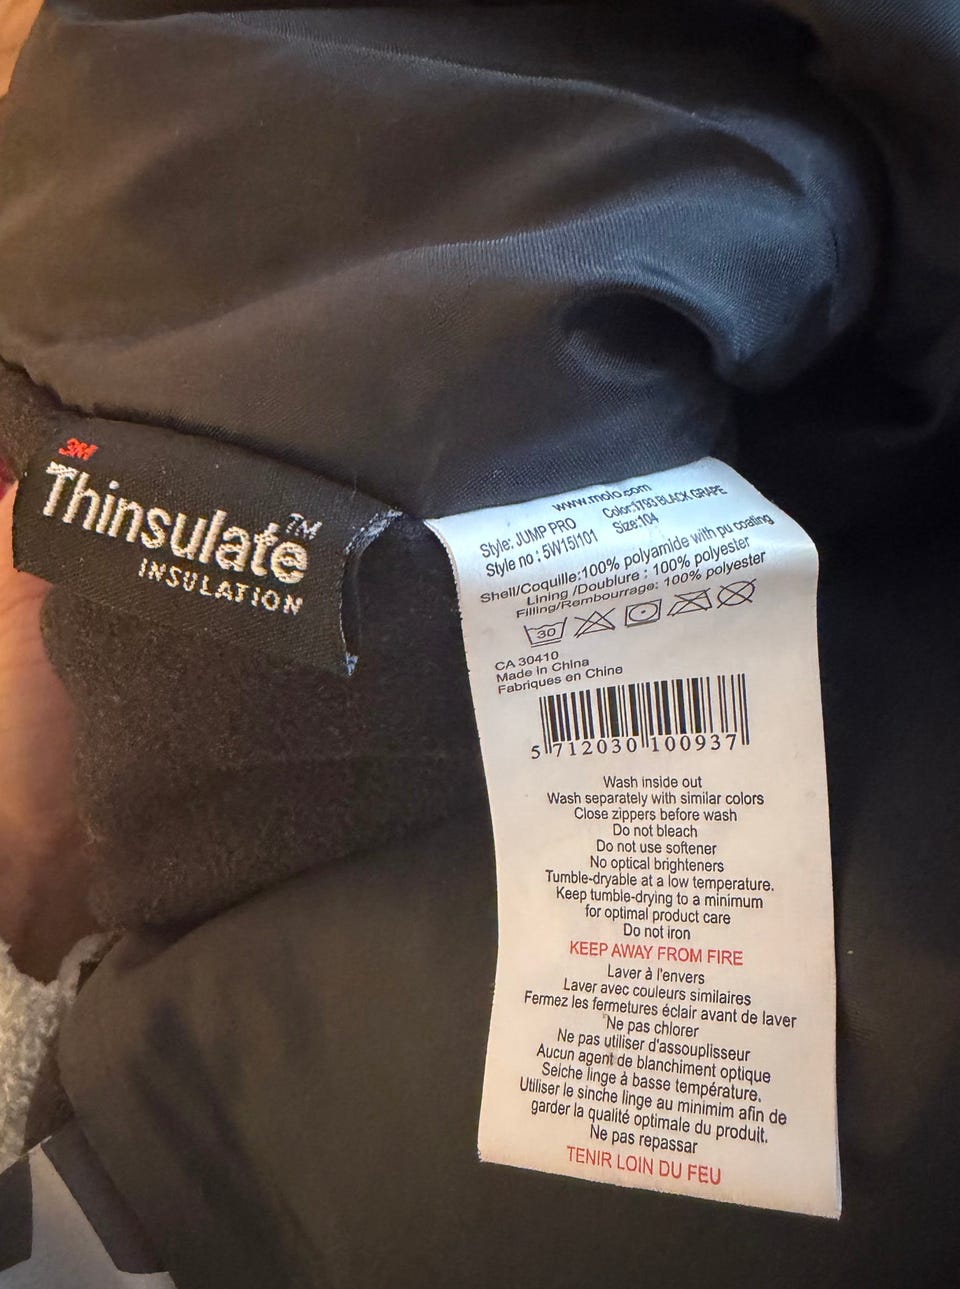 3M
Thinsulate™
INSULATION
www.molo.com
Style: JUMP PRO Color:1793 BLACK GRAPE
Style no : 5W15I101 Size:104
Shell/Coquille:100% polyamide with pu coating
Lining /Doublure : 100% polyester
Filling/Rembourrage: 100% polyester
30
CA 30410
Made in China
Fabriques en Chine
5 712030 100937
Wash inside out
Wash separately with similar colors
Close zippers before wash
Do not bleach
Do not use softener
No optical brighteners
Tumble-dryable at a low temperature.
Keep tumble-drying to a minimum
for optimal product care
Do not iron
KEEP AWAY FROM FIRE
Laver à l'envers
Laver avec couleurs similaires
Fermez les fermetures éclair avant de laver
Ne pas chlorer
Ne pas utiliser d'assouplisseur
Aucun agent de blanchiment optique
Seiche linge à basse température.
Utiliser le sinche linge au minimim afin de
garder la qualité optimale du produit.
Ne pas repassar
TENIR LOIN DU FEU